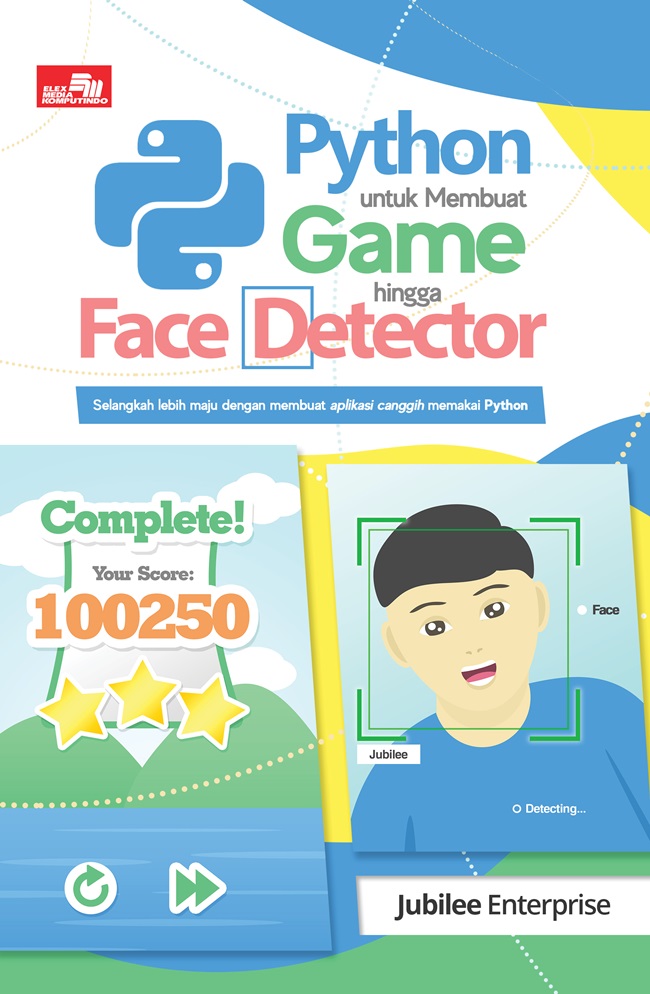 ELEX
MEDIA
KOMPUTINDO
Python
untuk Membuat
Game
hingga
Face Detector
Selangkah lebih maju dengan membuat aplikasi canggih memakai Python
Complete!
Your Score:
100250
Face
Jubilee
Detecting...
Jubilee Enterprise